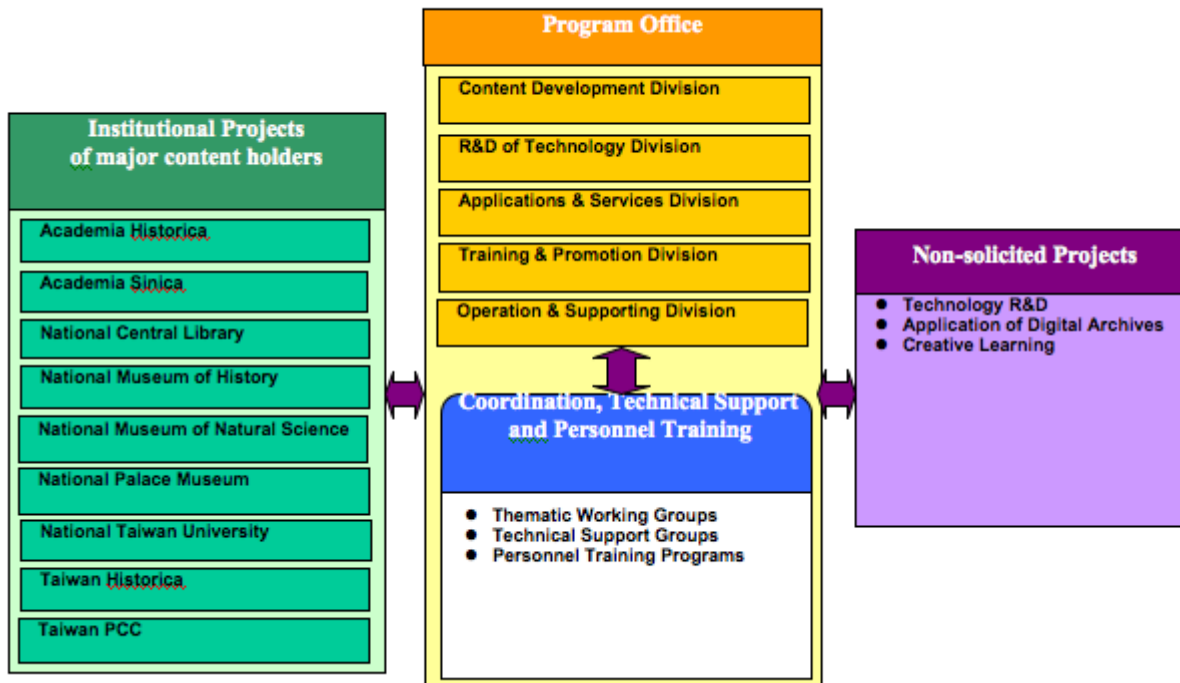 Program Office
Content Development Division
R&D of Technology Division
Applications & Services Division
Training & Promotion Division
Operation & Supporting Division
Coordination, Technical Support
and Personnel Training
● Thematic Working Groups
● Technical Support Groups
● Personnel Training Programs
Institutional Projects
of major content holders
Academia Historica
Academia Sinica
National Central Library
National Museum of History
National Museum of Natural Science
National Palace Museum
National Taiwan University
Taiwan Historica
Taiwan PCC
Non-solicited Projects
● Technology R&D
● Application of Digital Archives
● Creative Learning